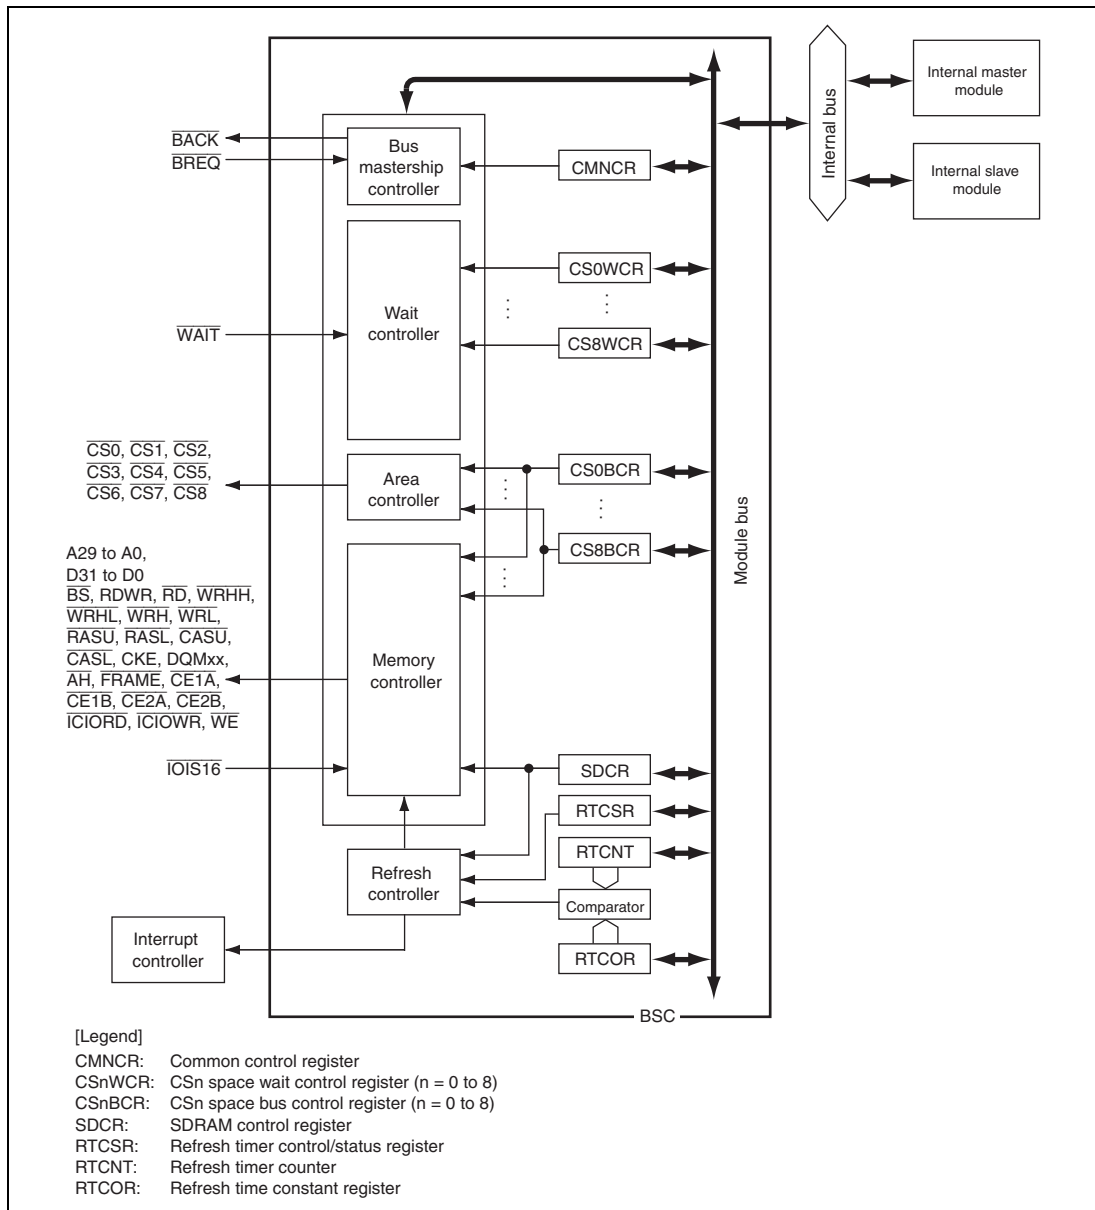 BACK
BREQ
Bus
mastership
controller
CMNCR
Internal bus
Internal master
module
Internal slave
module
CS0WCR
Wait
controller
WAIT
CS8WCR
CS0, CS1, CS2,
CS3, CS4, CS5,
CS6, CS7, CS8
Area
controller
CS0BCR
CS8BCR
Module bus
A29 to A0,
D31 to D0
BS, RDWR, RD, WRHH,
WRHL, WRH, WRL,
RASU, RASL, CASU,
CASL, CKE, DQMxx,
AH, FRAME, CE1A,
CE1B, CE2A, CE2B,
ICIORD, ICIOWR, WE
Memory
controller
IOIS16
SDCR
RTCSR
RTCNT
Refresh
controller
Comparator
Interrupt
controller
RTCOR
BSC
[Legend]
CMNCR: Common control register
CSnWCR: CSn space wait control register (n = 0 to 8)
CSnBCR: CSn space bus control register (n = 0 to 8)
SDCR: SDRAM control register
RTCSR: Refresh timer control/status register
RTCNT: Refresh timer counter
RTCOR: Refresh time constant register